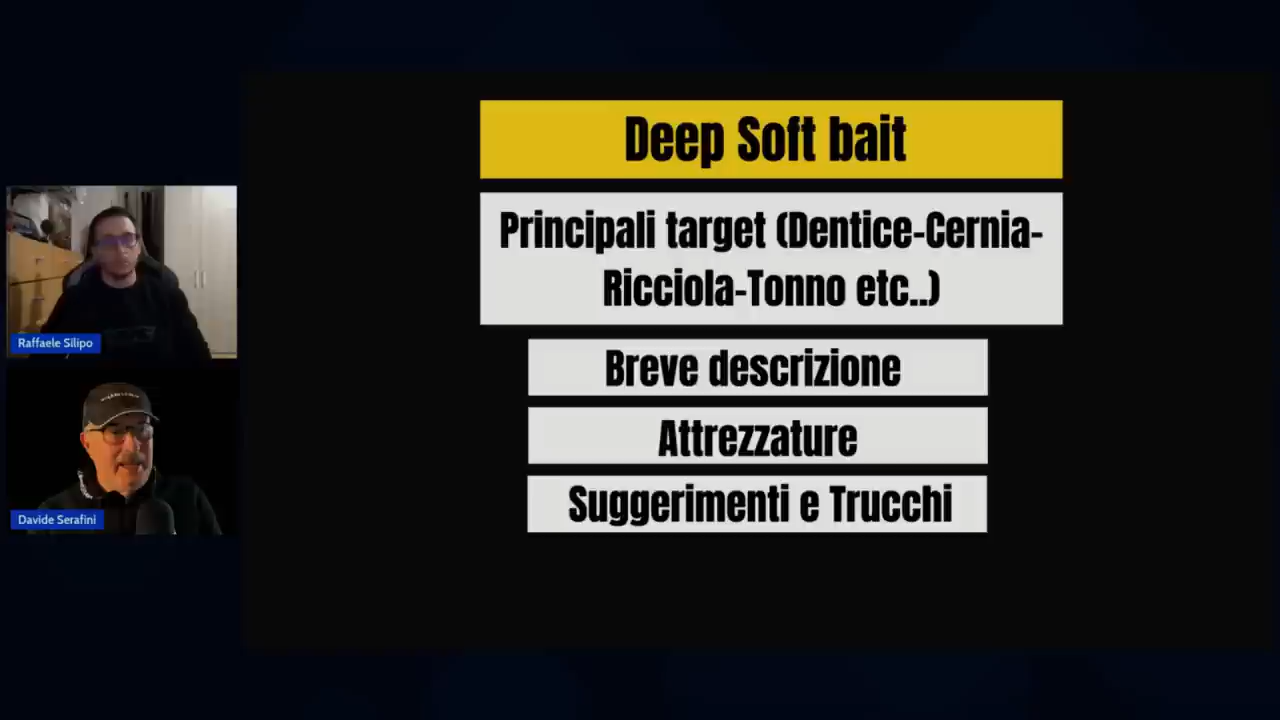 Deep Soft bait
Principali target (Dentice-Cernia-
Ricciola-Tonno etc..)
Breve descrizione
Attrezzature
Suggerimenti e Trucchi
Raffaele Silipo
Davide Serafini